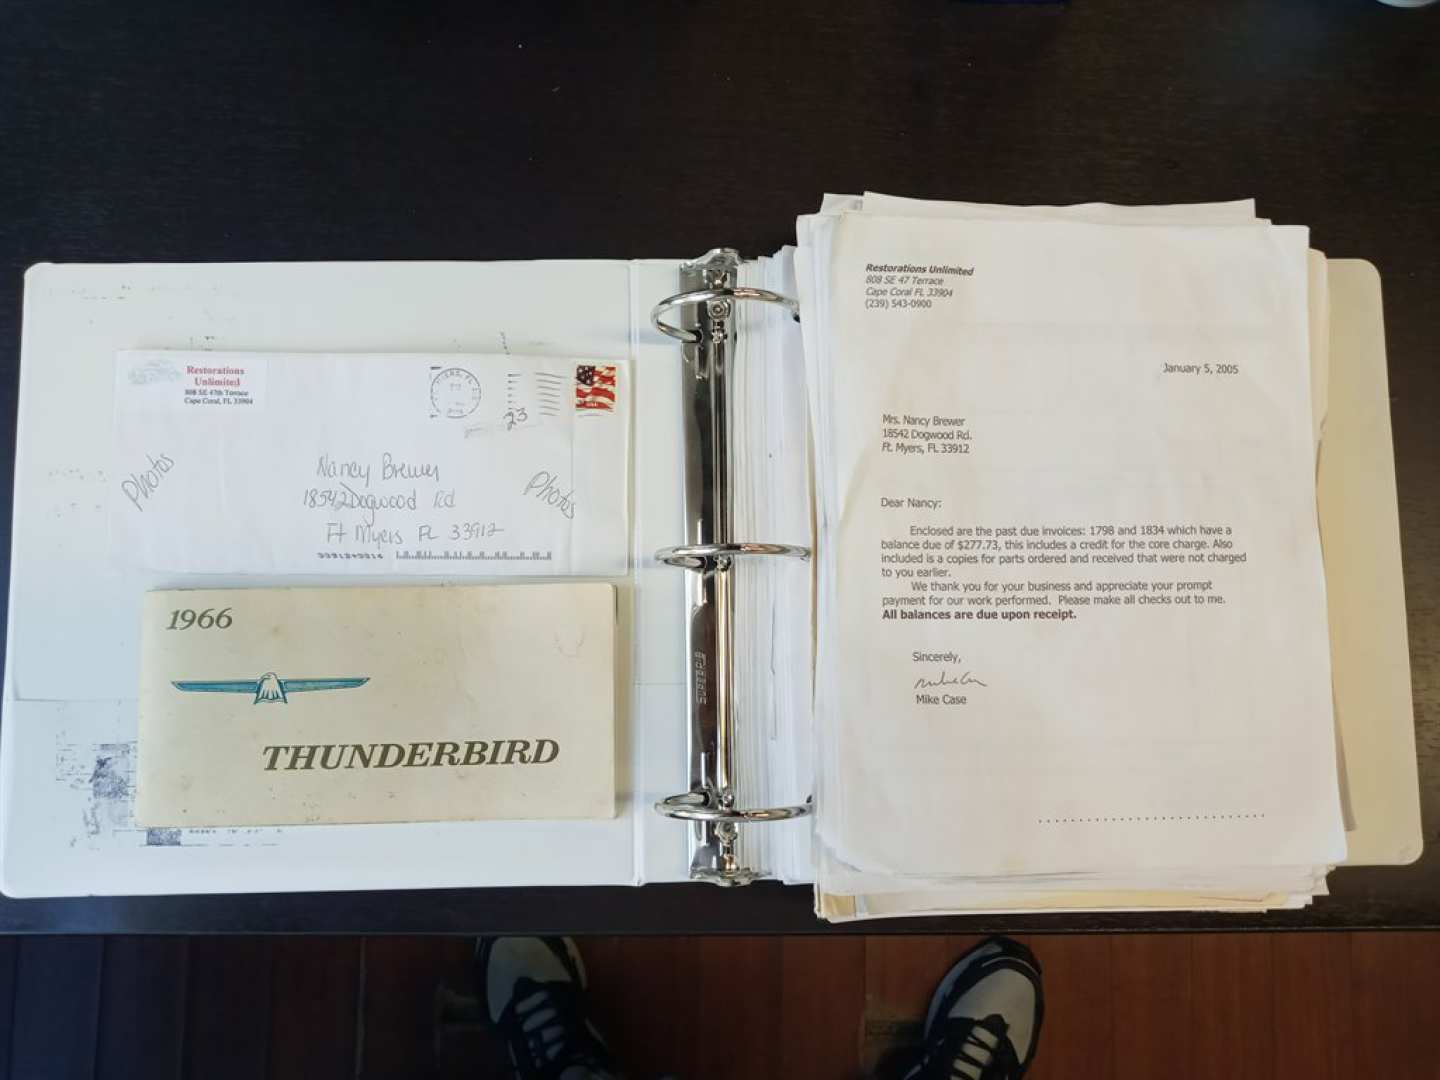 Restorations
Unlimited
808 SE 47th Terrace
Cape Coral, FL 33904
23
USA
Photos
Photos
Nancy Brewer
18542 Dogwood Rd
Ft Myers FL 33912
1966
THUNDERBIRD
Restorations Unlimited
808 SE 47 Terrace
Cape Coral FL 33904
(239) 543-0900
January 5, 2005
Mrs. Nancy Brewer
18542 Dogwood Rd.
Ft. Myers, FL 33912
Dear Nancy:
Enclosed are the past due invoices: 1798 and 1834 which have a
balance due of $277.73, this includes a credit for the core charge. Also
included is a copies for parts ordered and received that were not charged
to you earlier.
We thank you for your business and appreciate your prompt
payment for our work performed. Please make all checks out to me.
All balances are due upon receipt.
Sincerely,
Mike Case